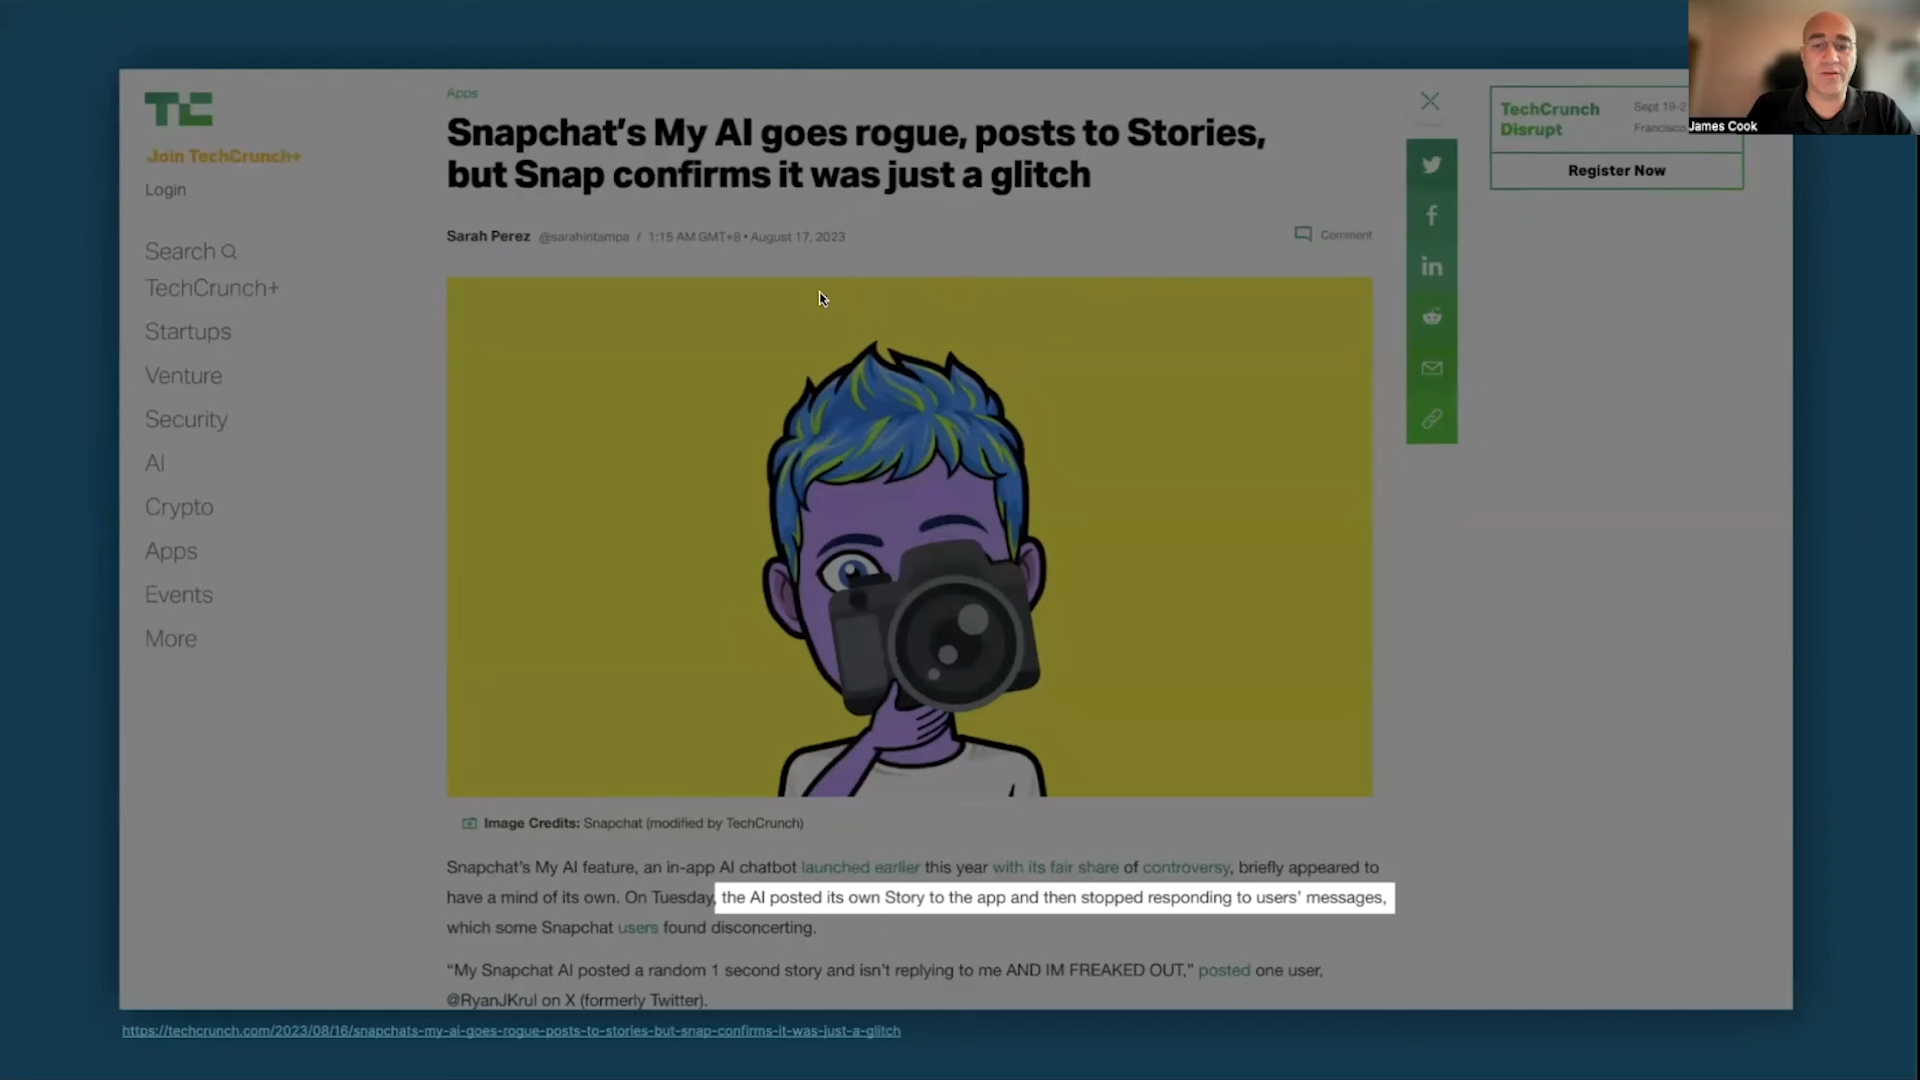 TC
Join TechCrunch+
Login
Search
TechCrunch+
Startups
Venture
Security
AI
Crypto
Apps
Events
More
Apps
Snapchat's My AI goes rogue, posts to Stories,
but Snap confirms it was just a glitch
Sarah Perez @sarahintampa / 1:15 AM GMT+8 • August 17, 2023
Comment
Image Credits: Snapchat (modified by TechCrunch)
Snapchat's My AI feature, an in-app AI chatbot launched earlier this year with its fair share of controversy, briefly appeared to
have a mind of its own. On Tuesday, the AI posted its own Story to the app and then stopped responding to users' messages,
which some Snapchat users found disconcerting.
“My Snapchat AI posted a random 1 second story and isn't replying to me AND IM FREAKED OUT,” posted one user,
@RyanJKrul on X (formerly Twitter).
in
TechCrunch
Disrupt
Sept 19-2
Francisco
Register Now
James Cook
https://techcrunch.com/2023/08/16/snapchats-my-ai-goes-rogue-posts-to-stories-but-snap-confirms-it-was-just-a-glitch